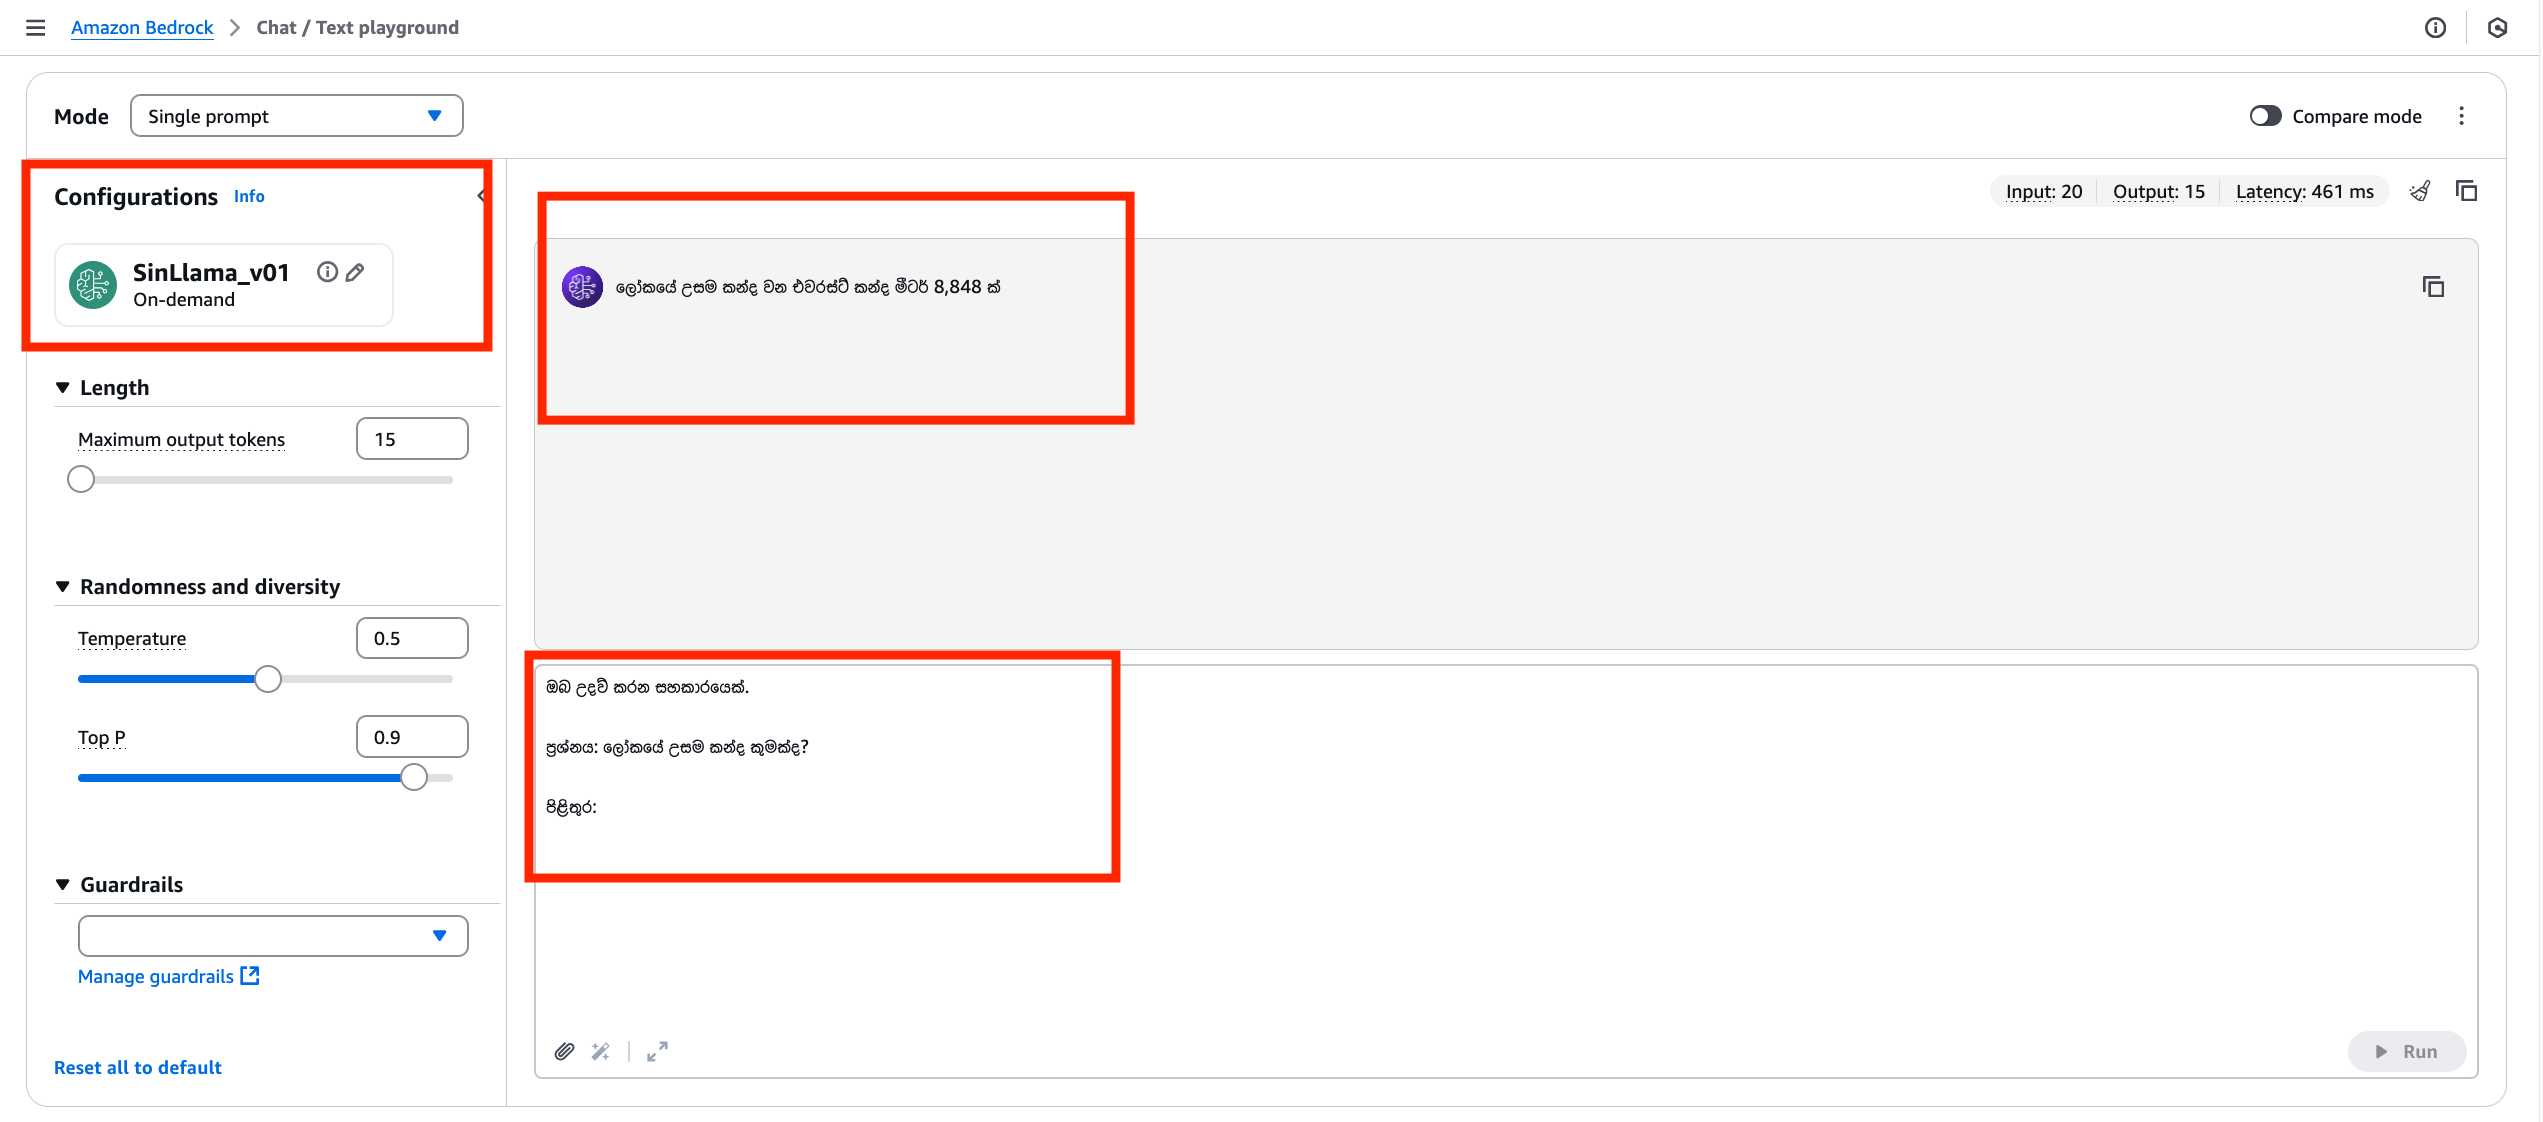 Amazon Bedrock
Chat / Text playground
Mode
Single prompt
Compare mode
Configurations
Info
SinLlama_v01
On-demand
Length
Maximum output tokens
15
Randomness and diversity
Temperature
0.5
Top P
0.9
Guardrails
Manage guardrails
Reset all to default
Input: 20
Output: 15
Latency: 461 ms
ලෝකයේ උසම කන්ද වන එවරස්ට් කන්ද මීටර් 8,848 ක්
ඔබ උදව් කරන සහකාරයෙක්.
ප්‍රශ්නය: ලෝකයේ උසම කන්ද කුමක්ද?
පිළිතුර:
Run